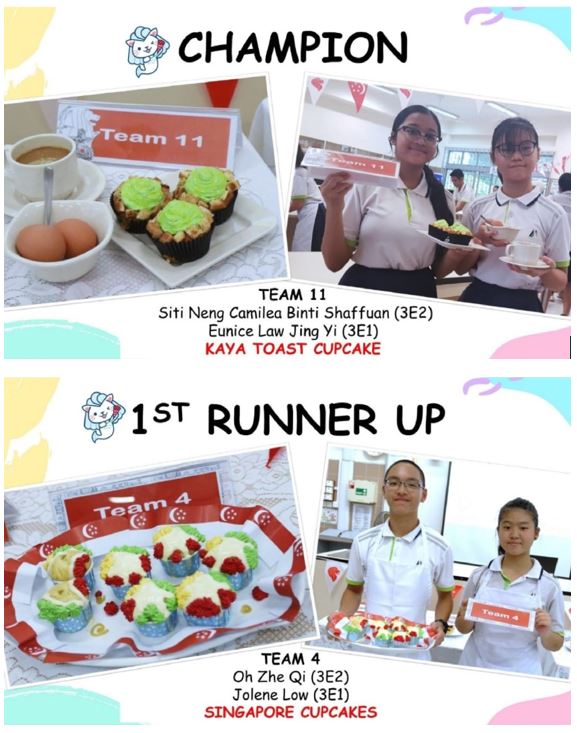 CHAMPION
Team 11
Team 11
TEAM 11
Siti Neng Camilea Binti Shaffuan (3E2)
Eunice Law Jing Yi (3E1)
KAYA TOAST CUPCAKE
1ST RUNNER UP
Team 4
Team 4
TEAM 4
Oh Zhe Qi (3E2)
Jolene Low (3E1)
SINGAPORE CUPCAKES